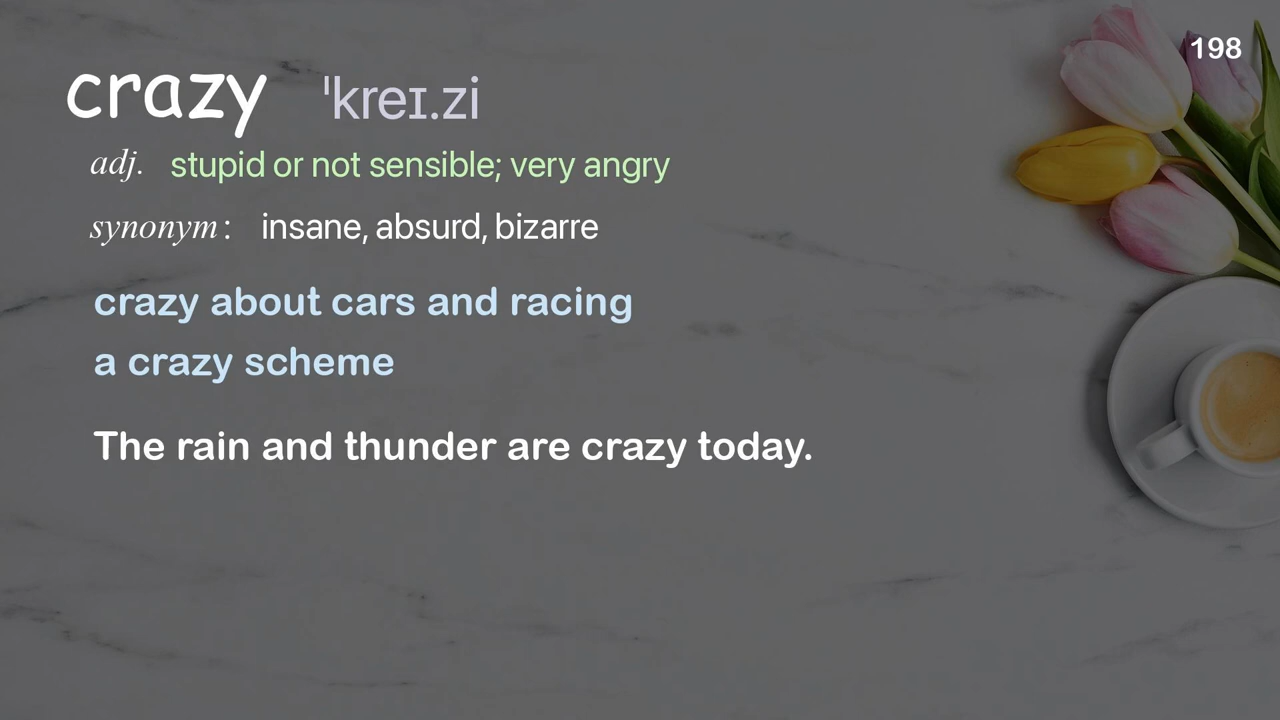 198
crazy ˈkreɪ.zi
adj. stupid or not sensible; very angry
synonym: insane, absurd, bizarre
crazy about cars and racing
a crazy scheme
The rain and thunder are crazy today.